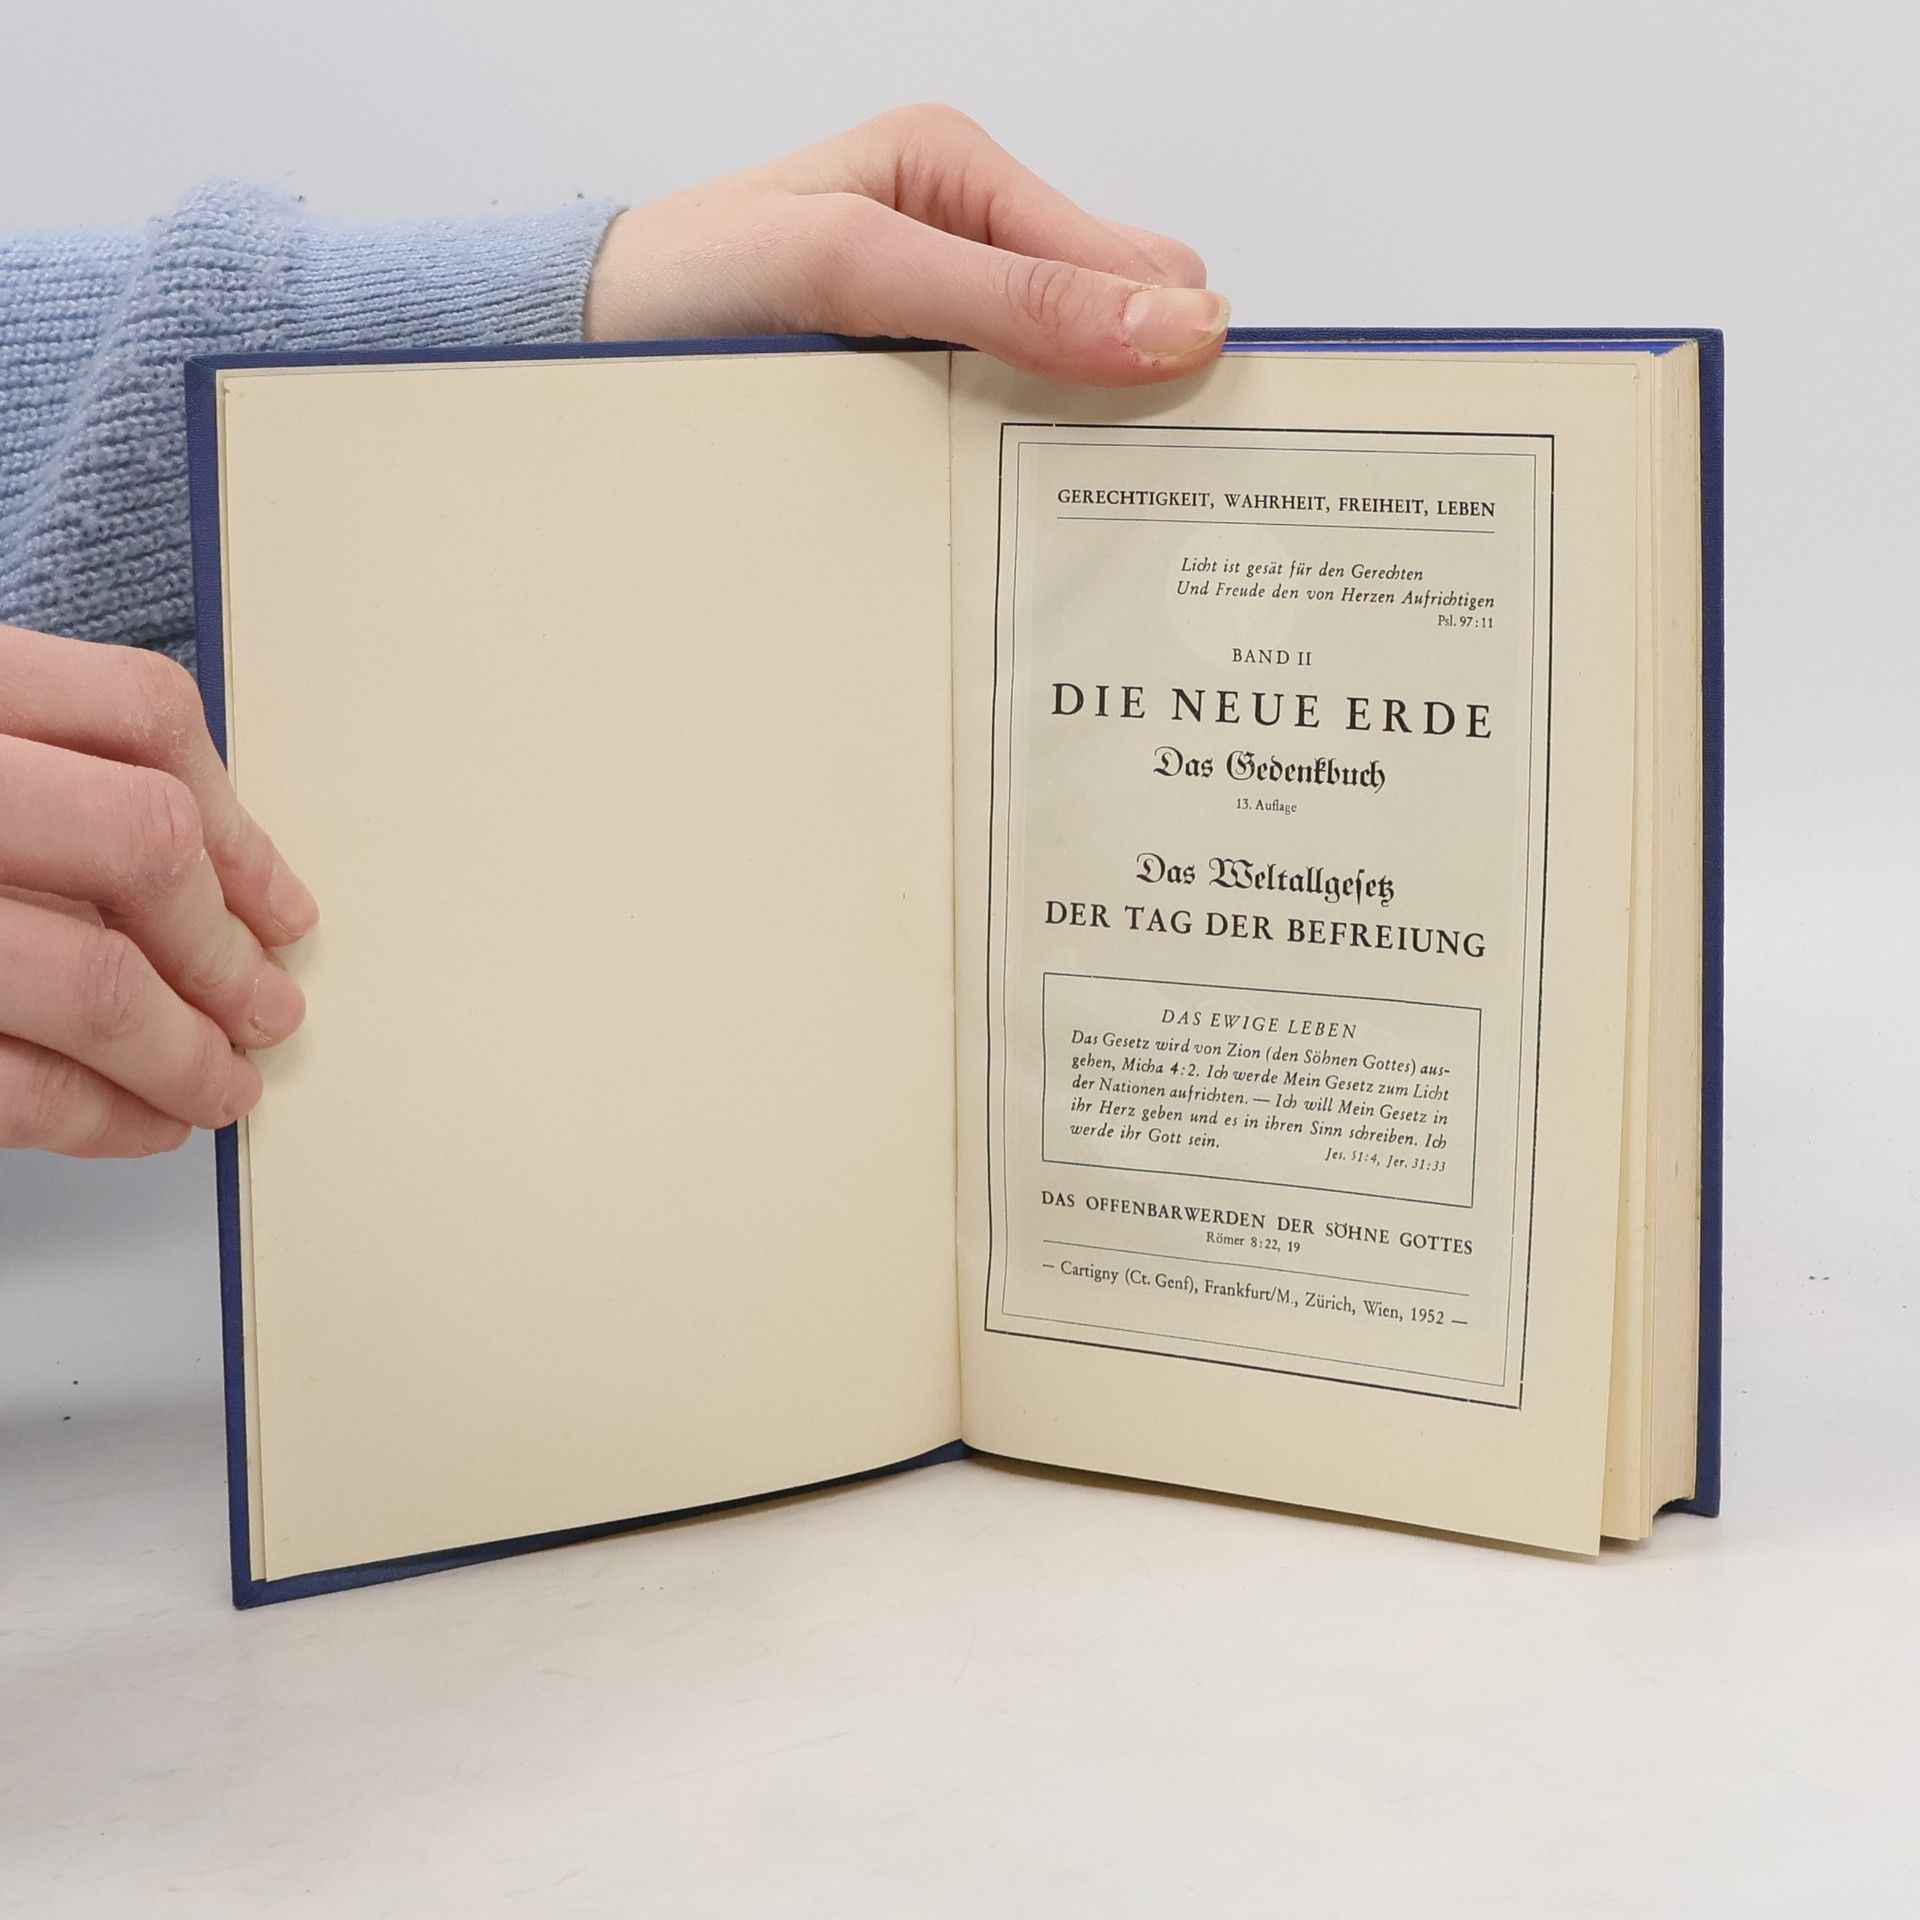 GERECHTIGKEIT, WAHRHEIT, FREIHEIT, LEBEN
Licht ist gesät für den Gerechten
Und Freude den von Herzen Aufrichtigen
Psl. 97:11
BAND II
DIE NEUE ERDE
Das Gedenkbuch
13. Auflage
Das Weltallgesetz
DER TAG DER BEFREIUNG
DAS EWIGE LEBEN
Das Gesetz wird von Zion (den Söhnen Gottes) aus-
gehen, Micha 4:2. Ich werde Mein Gesetz zum Licht
der Nationen aufrichten. — Ich will Mein Gesetz in
ihr Herz geben und es in ihren Sinn schreiben. Ich
werde ihr Gott sein.
Jes. 51:4, Jer. 31:33
DAS OFFENBARWERDEN DER SÖHNE GOTTES
Römer 8:22, 19
— Cartigny (Ct. Genf), Frankfurt/M., Zürich, Wien, 1952 —